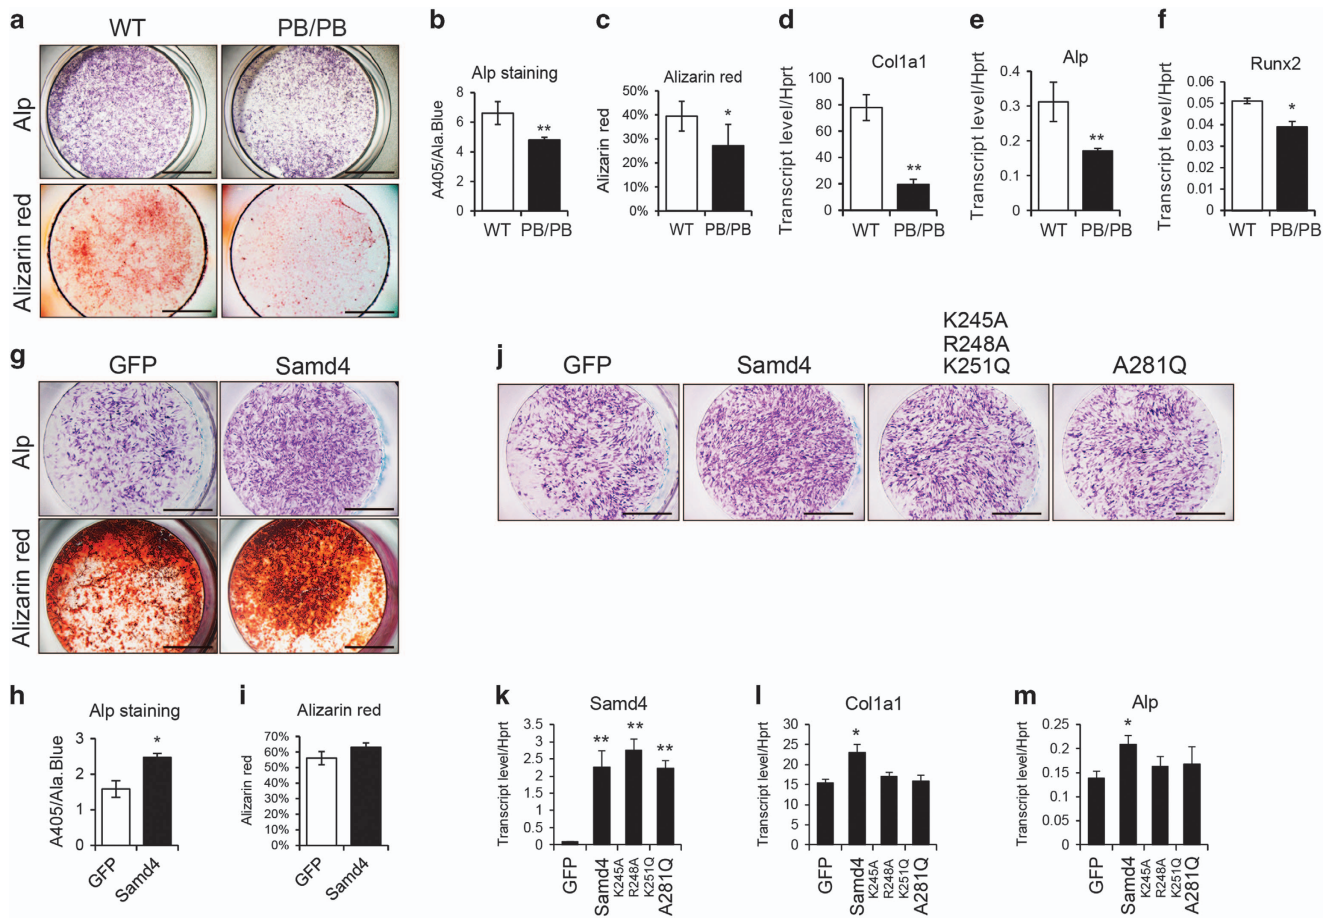 a
WT PB/PB
Alp
Alizarin red
b
Alp staining
A405/Ala.Blue
8
6
4
2
0
WT PB/PB
**
c
Alizarin red
Alizarin red
50%
40%
30%
20%
10%
0%
WT PB/PB
*
d
Col1a1
Transcript level/Hprt
100
80
60
40
20
0
WT PB/PB
**
e
Alp
Transcript level/Hprt
0.4
0.3
0.2
0.1
0
WT PB/PB
**
f
Runx2
Transcript level/Hprt
0.06
0.05
0.04
0.03
0.02
0.01
0
WT PB/PB
*
g
GFP Samd4
Alp
Alizarin red
j
GFP
Samd4
K245A
R248A
K251Q
A281Q
h
Alp staining
A405/Ala.Blue
3
2
1
0
GFP
Samd4
*
i
Alizarin red
Alizarin red
70%
60%
50%
40%
30%
20%
10%
0%
GFP
Samd4
k
Samd4
Transcript level/Hprt
3.5
3
2.5
2
1.5
1
0.5
0
** ** **
GFP
Samd4
K245A
R248A
K251Q
A281Q
l
Col1a1
Transcript level/Hprt
30
25
20
15
10
5
0
*
GFP
Samd4
K245A
R248A
K251Q
A281Q
m
Alp
Transcript level/Hprt
0.25
0.2
0.15
0.1
0.05
0
*
GFP
Samd4
K245A
R248A
K251Q
A281Q